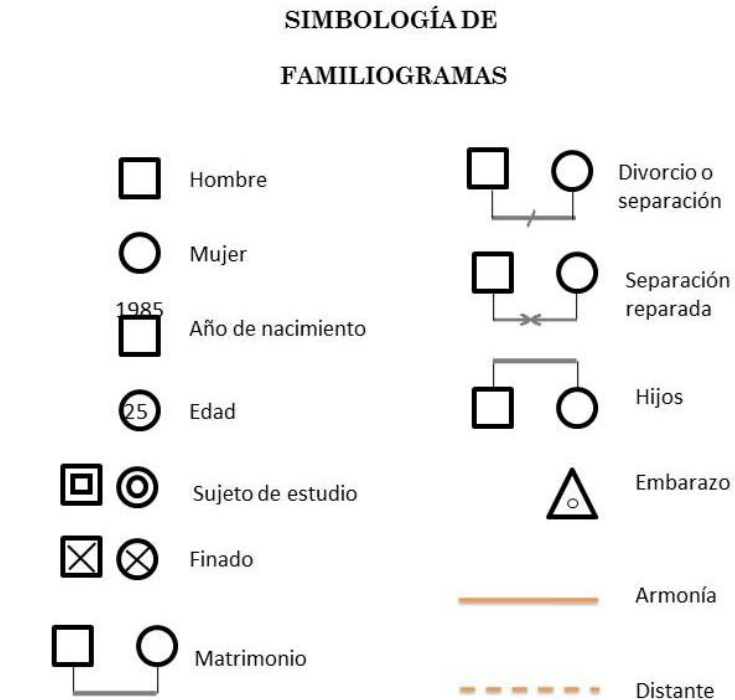 SIMBOLOGÍA DE
FAMILIOGRAMAS
Hombre
Mujer
1985
Año de nacimiento
25
Edad
Sujeto de estudio
Finado
Matrimonio
Divorcio o
separación
Separación
reparada
Hijos
Embarazo
Armonía
Distante